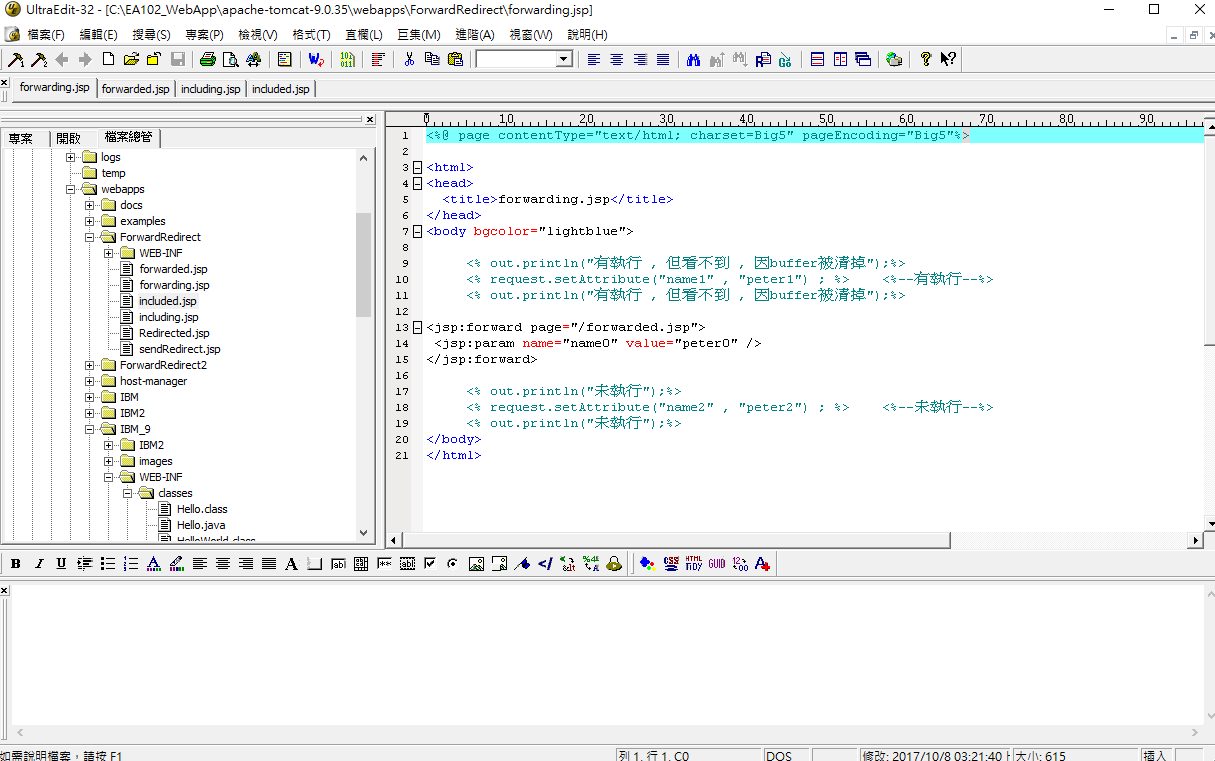 UltraEdit-32 - [C:\EA102_WebApp\apache-tomcat-9.0.35\webapps\ForwardRedirect\forwarding.jsp]
檔案(F) 編輯(E) 搜尋(S) 專案(P) 檢視(V) 格式(T) 直欄(L) 巨集(M) 進階(A) 視窗(W) 說明(H)
forwarding.jsp forwarded.jsp including.jsp included.jsp
專案 開啟 檔案總管
logs
temp
webapps
docs
examples
ForwardRedirect
WEB-INF
forwarded.jsp
forwarding.jsp
included.jsp
including.jsp
Redirected.jsp
sendRedirect.jsp
ForwardRedirect2
host-manager
IBM
IBM2
IBM_9
IBM2
images
WEB-INF
classes
Hello.class
Hello.java
HelloWorld.class
0 10 20 30 40 50 60 70 80 90
1 <%@ page contentType="text/html; charset=Big5" pageEncoding="Big5"%>
2
3 <html>
4 <head>
5 <title>forwarding.jsp</title>
6 </head>
7 <body bgcolor="lightblue">
8
9 <% out.println("有執行 , 但看不到 , 因buffer被清掉");%>
10 <% request.setAttribute("name1" , "peter1") ; %> <%--有執行--%>
11 <% out.println("有執行 , 但看不到 , 因buffer被清掉");%>
12
13 <jsp:forward page="/forwarded.jsp">
14 <jsp:param name="name0" value="peter0" />
15 </jsp:forward>
16
17 <% out.println("未執行");%>
18 <% request.setAttribute("name2" , "peter2") ; %> <%--未執行--%>
19 <% out.println("未執行");%>
20 </body>
21 </html>
B I U
CSS HTML TIDY GUID
如需說明檔案，請按 F1 列 1, 行 1, C0 DOS 修改: 2017/10/8 03:21:40 大小: 615 插入